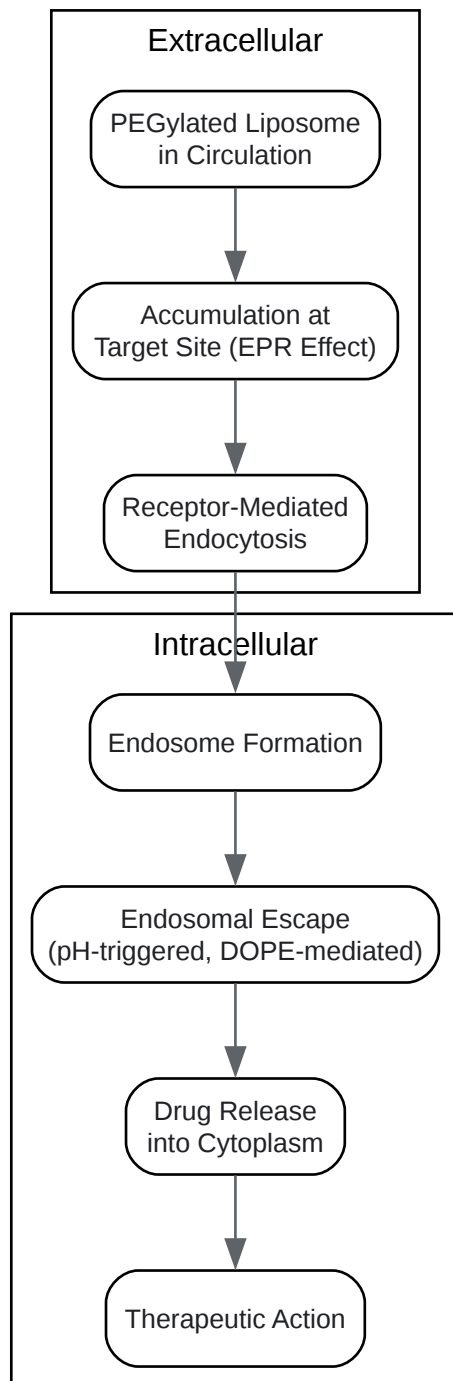 Extracellular
PEGylated Liposome
in Circulation
Accumulation at
Target Site (EPR Effect)
Receptor-Mediated
Endocytosis
Intracellular
Endosome Formation
Endosomal Escape
(pH-triggered, DOPE-mediated)
Drug Release
into Cytoplasm
Therapeutic Action